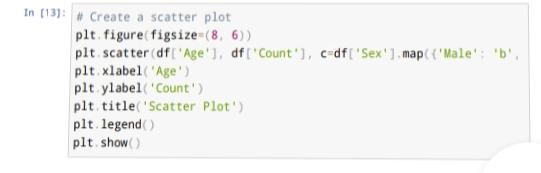 In [13]: # Create a scatter plot
plt.figure(figsize=(8, 6))
plt.scatter(df['Age'], df['Count'], c=df['Sex'].map({'Male': 'b',
plt.xlabel('Age')
plt.ylabel('Count')
plt.title('Scatter Plot')
plt.legend()
plt.show()